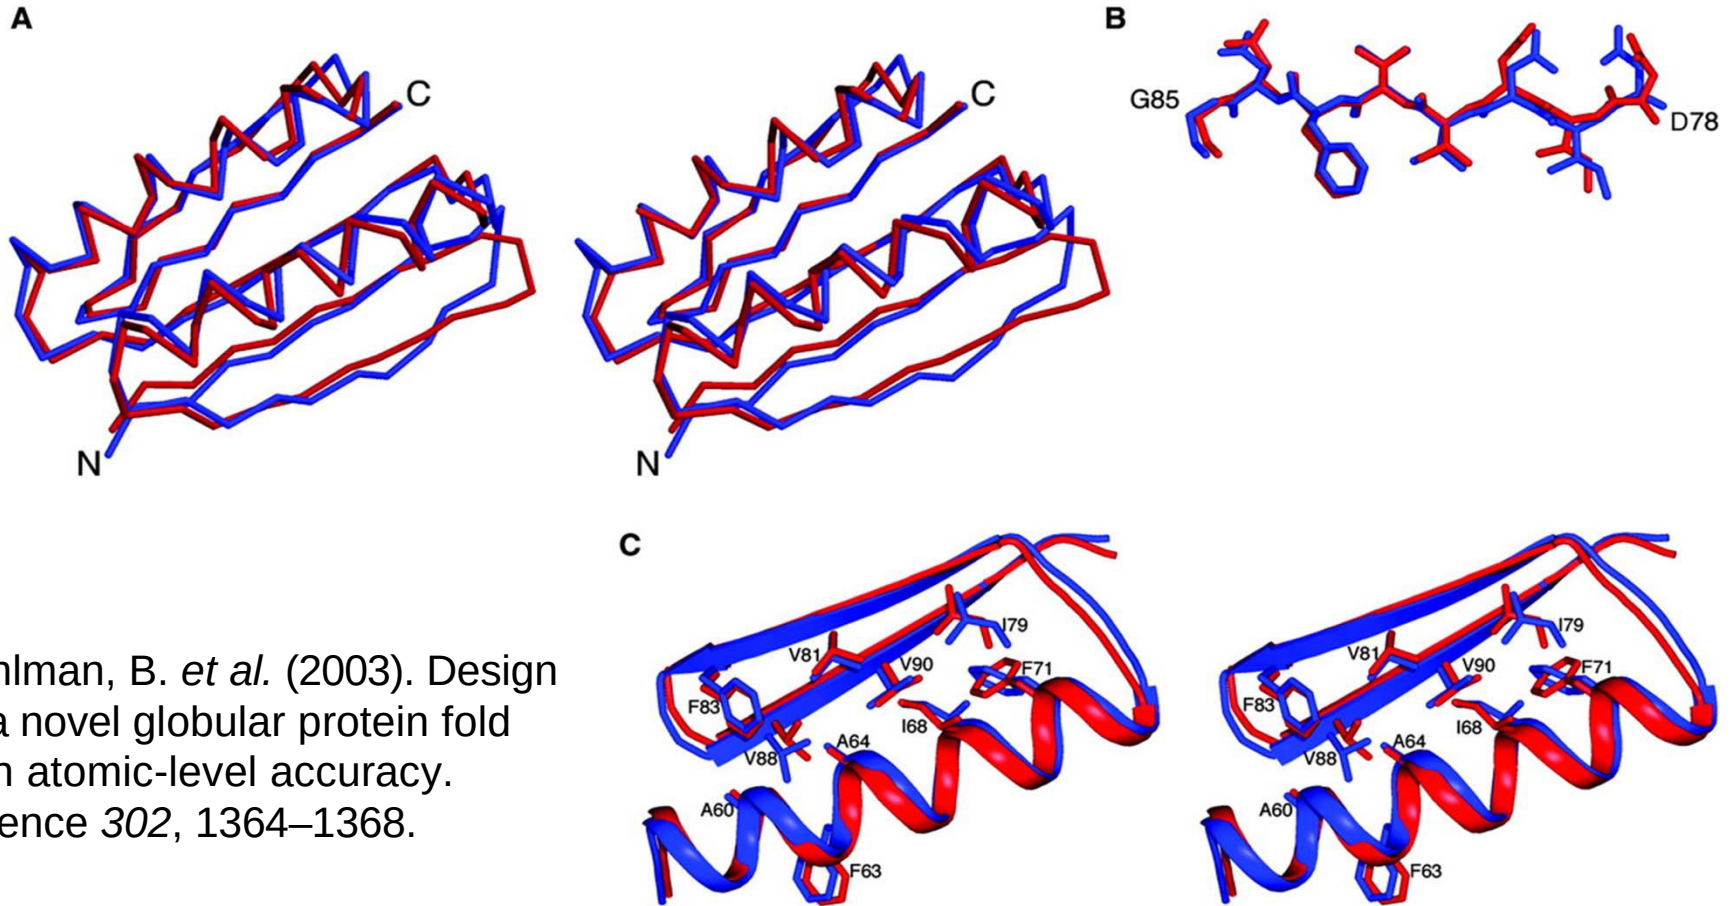 A
C
C
N
N
B
G85
D78
C
I79
V81
V90
F71
F83
I68
V88
A64
A60
F63
I79
V81
V90
F71
F83
I68
V88
A64
A60
F63
hlman, B. et al. (2003). Design
a novel globular protein fold
n atomic-level accuracy.
ence 302, 1364–1368.